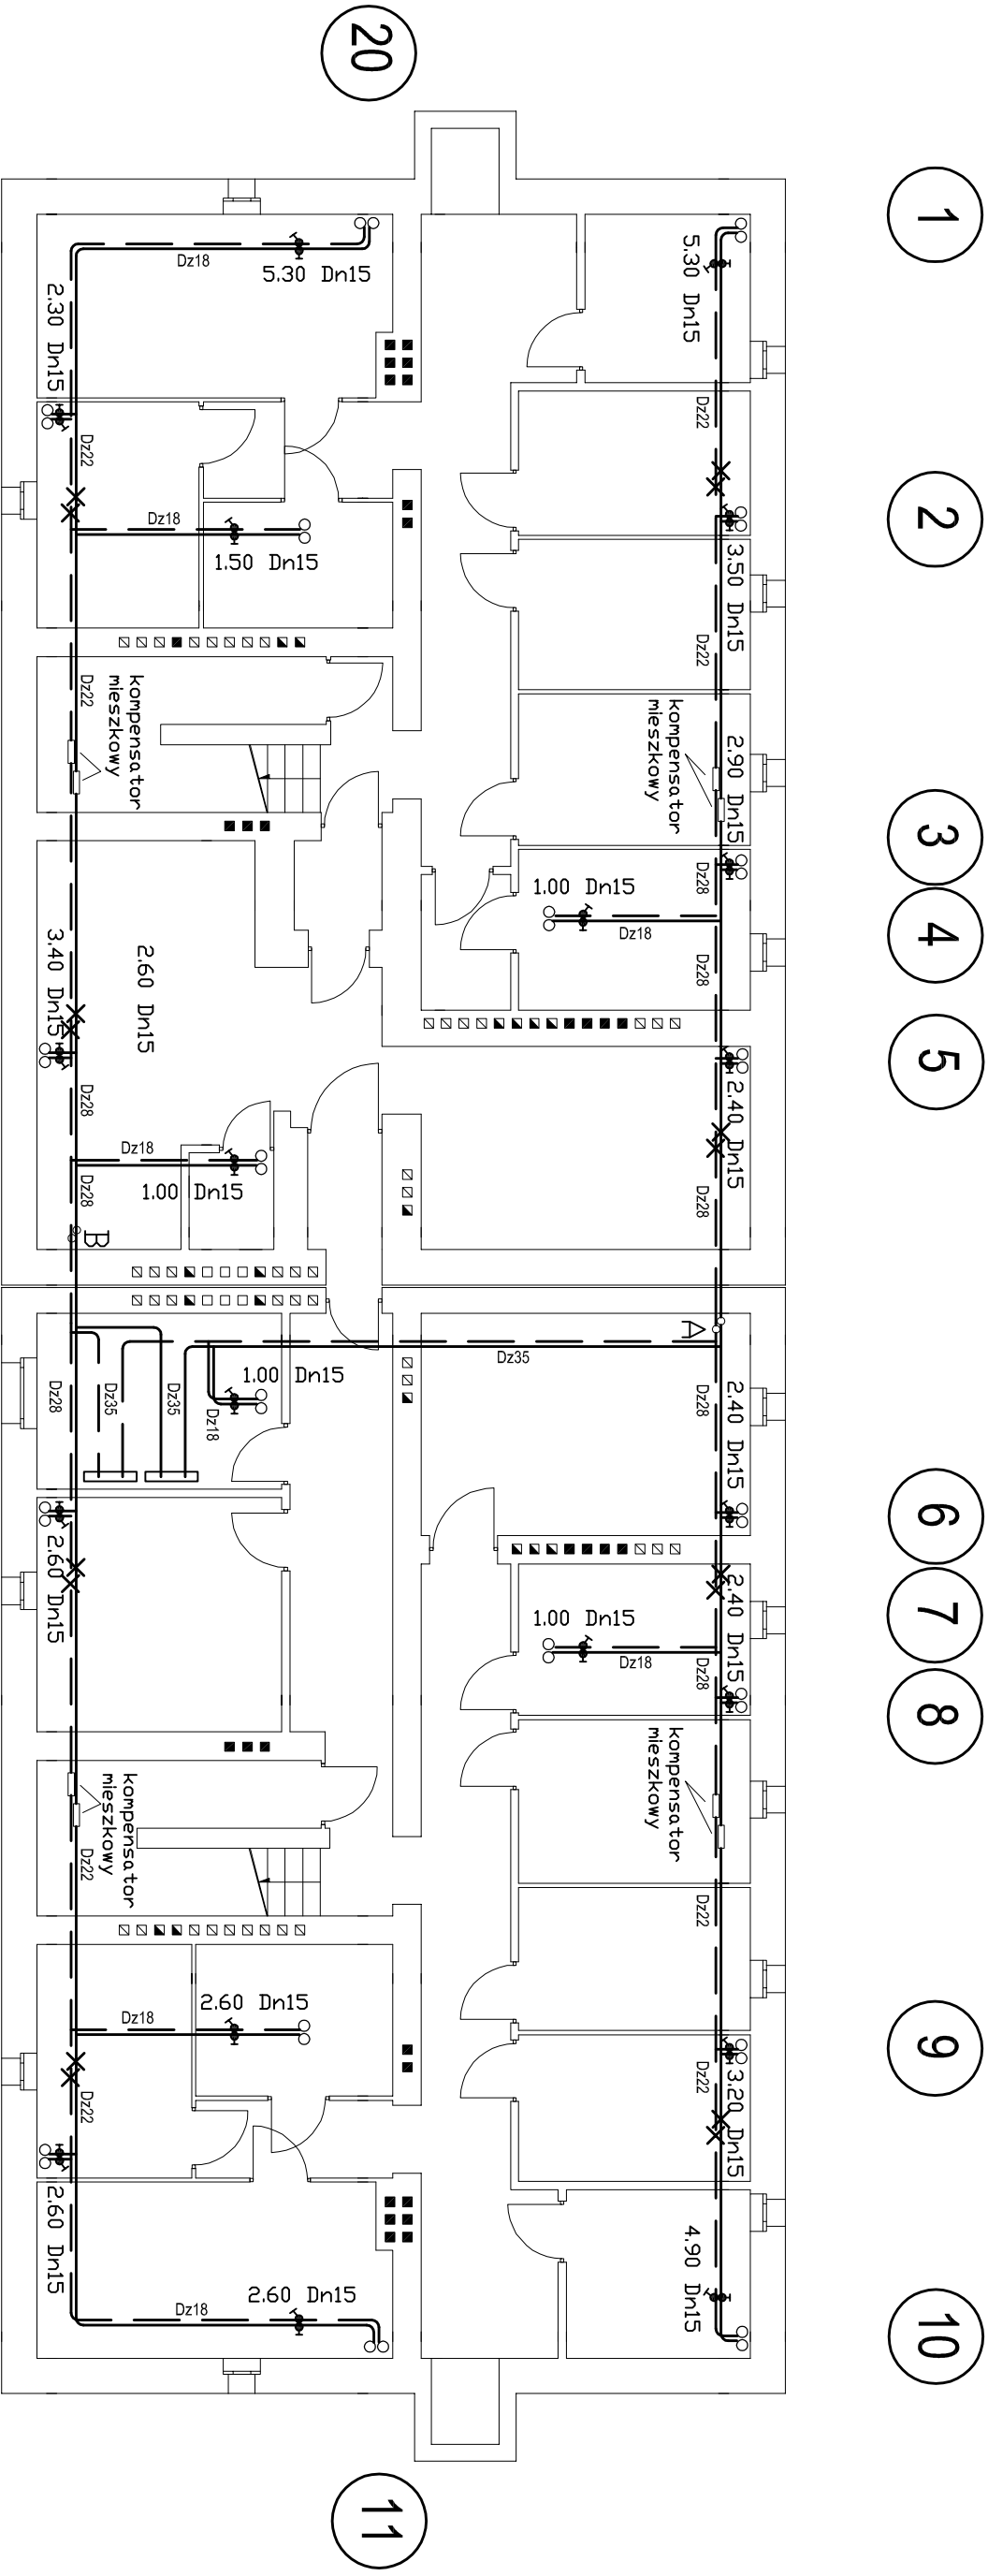 1
2
3
4
5
6
7
8
9
10
3.50 Dn15
2.90 Dn15
2.40 Dn15
2.40 Dn15
2.40 Dn15
3.20 Dn15
5.30 Dn15
Dz22
Dz22
Dz28
Dz28
Dz28
Dz28
Dz28
Dz22
Dz22
4.90 Dn15
A
kompensator
mieszkowy
kompensator
mieszkowy
1.00 Dn15
Dz18
1.00 Dn15
Dz18
Dz35
20
11
5.30 Dn15
Dz18
1.50 Dn15
Dz18
1.00 Dn15
Dz18
1.00 Dn15
Dz18
2.60 Dn15
Dz18
2.60 Dn15
Dz18
2.60 Dn15
kompensator
mieszkowy
kompensator
mieszkowy
Dz35
Dz35
B
Dz22
Dz22
Dz28
Dz28
Dz28
Dz22
Dz22
2.30 Dn15
3.40 Dn15
2.60 Dn15
2.60 Dn15